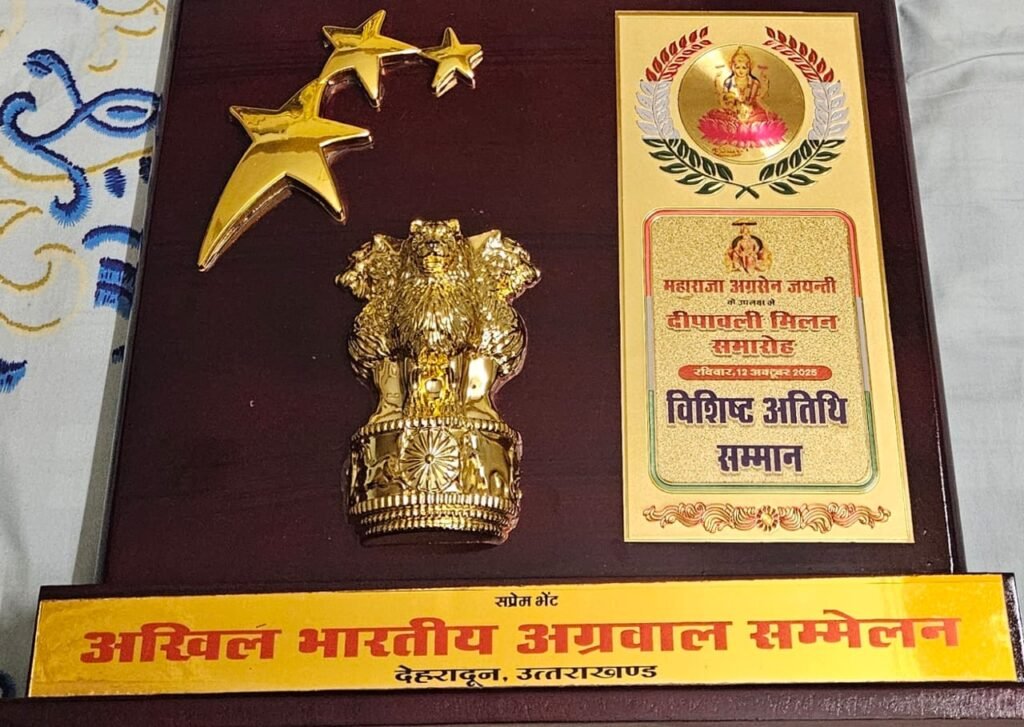 महाराजा अग्रसेन जयन्ती
के उपलक्ष में
दीपावली मिलन
समारोह
रविवार, 12 अक्टूबर 2025
विशिष्ट अतिथि
सम्मान
सप्रेम भेंट
अखिल भारतीय अग्रवाल सम्मेलन
देहरादून, उत्तराखण्ड